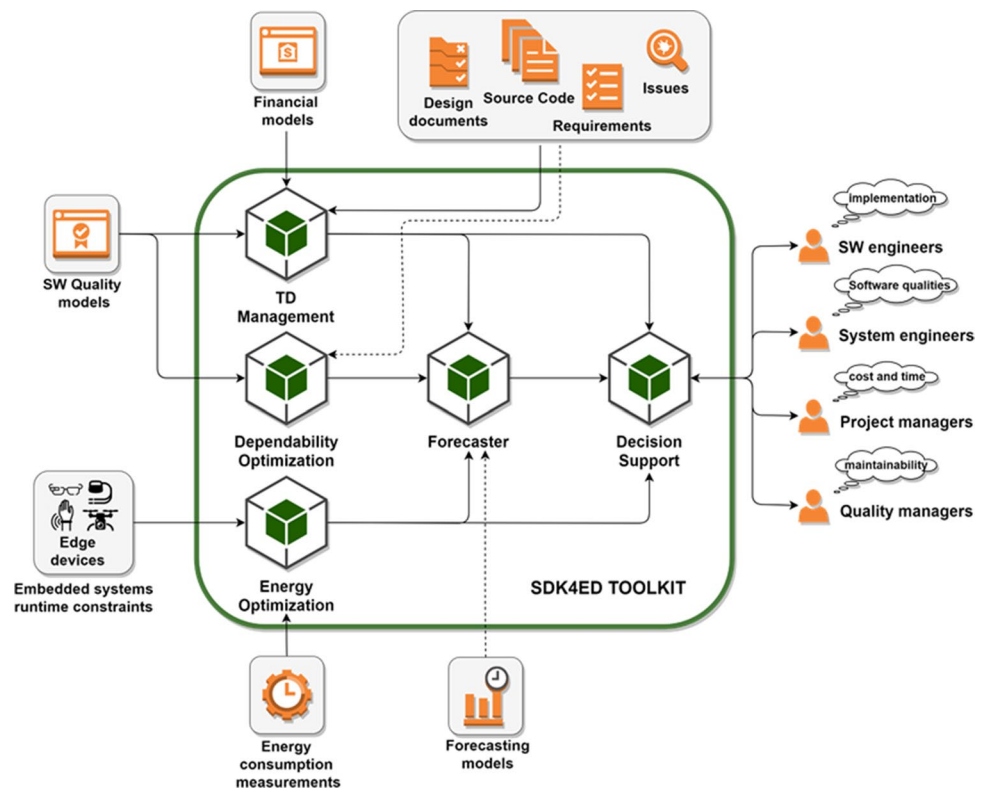 Financial
models
Design
documents
Source Code
Requirements
Issues
SW Quality
models
TD
Management
Dependability
Optimization
Forecaster
Decision
Support
Edge
devices
Embedded systems
runtime constraints
Energy
Optimization
SDK4ED TOOLKIT
Energy
consumption
measurements
Forecasting
models
implementation
SW engineers
Software qualities
System engineers
cost and time
Project managers
maintainability
Quality managers